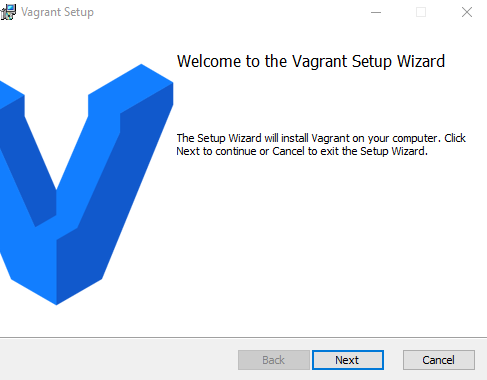 Vagrant Setup
Welcome to the Vagrant Setup Wizard
The Setup Wizard will install Vagrant on your computer. Click
Next to continue or Cancel to exit the Setup Wizard.
Back
Next
Cancel